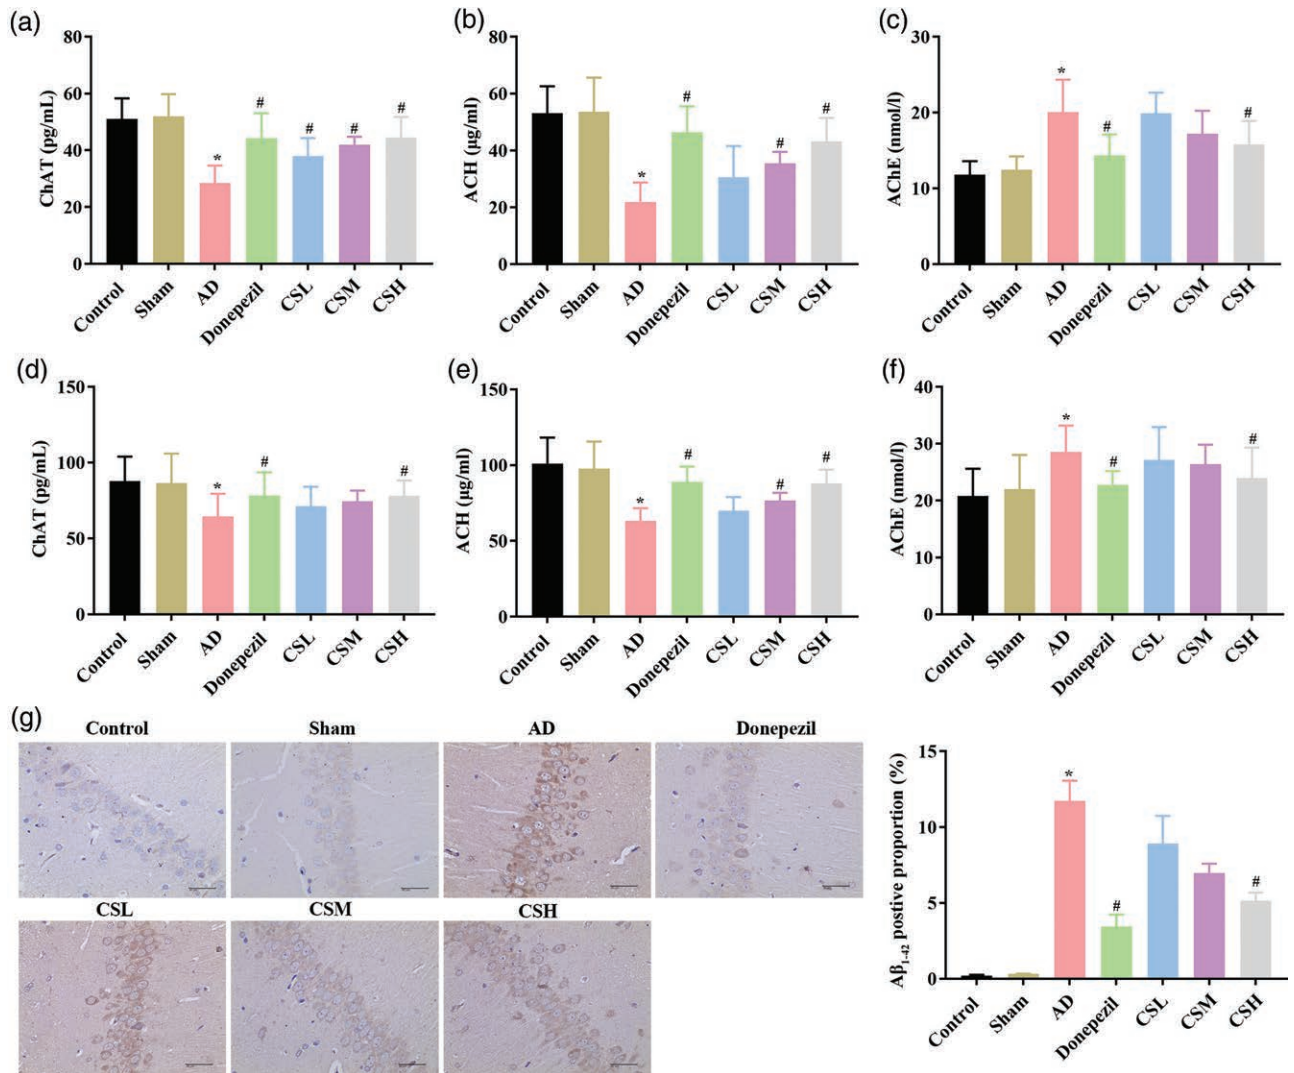 (a)
80
60
40
20
0
ChAT (pg/mL)
*
#
#
#
#
Control
Sham
AD
Donepezil
CSL
CSM
CSH
(b)
80
60
40
20
0
ACH (μg/ml)
*
#
#
#
Control
Sham
AD
Donepezil
CSL
CSM
CSH
(c)
30
20
10
0
AChE (nmol/l)
*
#
#
Control
Sham
AD
Donepezil
CSL
CSM
CSH
(d)
150
100
50
0
ChAT (pg/mL)
*
#
#
Control
Sham
AD
Donepezil
CSL
CSM
CSH
(e)
150
100
50
0
ACH (μg/ml)
*
#
#
#
Control
Sham
AD
Donepezil
CSL
CSM
CSH
(f)
40
30
20
10
0
AChE (nmol/l)
*
#
#
Control
Sham
AD
Donepezil
CSL
CSM
CSH
(g)
Control
Sham
AD
Donepezil
CSL
CSM
CSH
15
10
5
0
Aβ1-42 postive proportion (%)
*
#
#
Control
Sham
AD
Donepezil
CSL
CSM
CSH